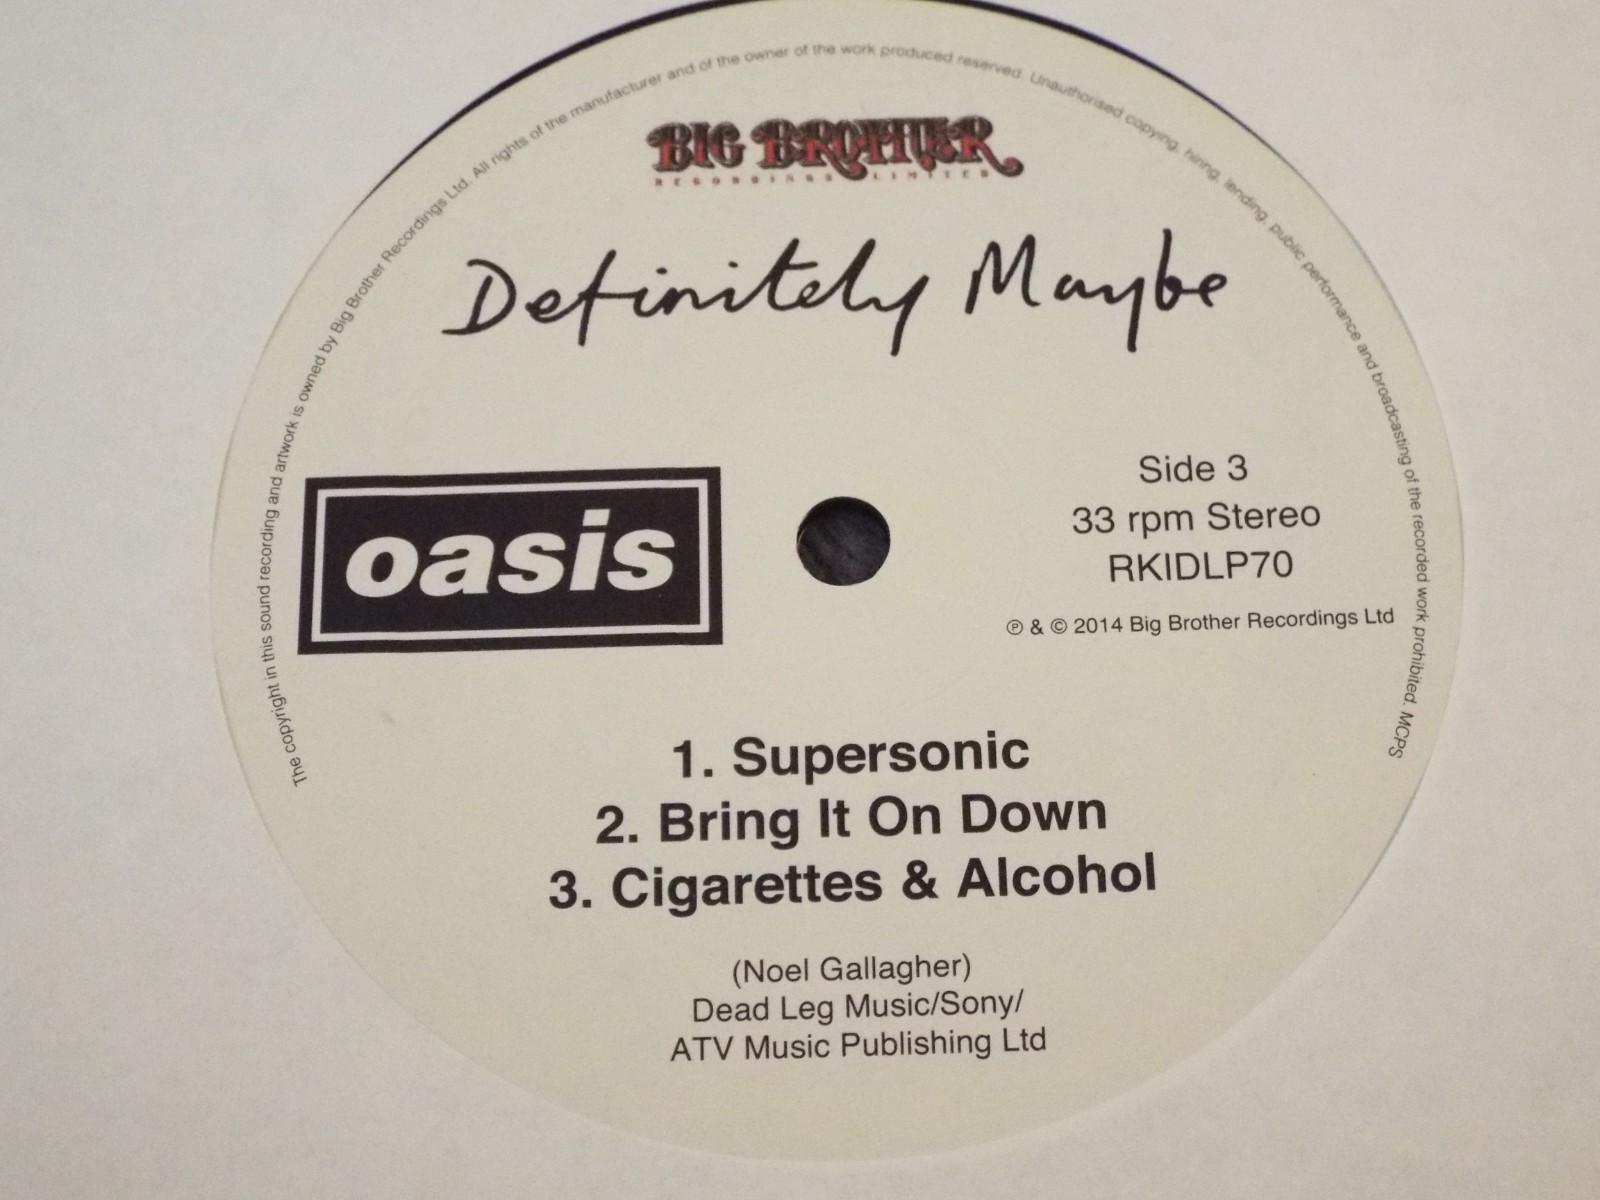 The copyright in this sound recording and artwork is owned by Big Brother Recordings Ltd. All rights of the manufacturer and of the owner of the work produced reserved. Unauthorised copying, hiring, lending, public performance and broadcasting of the recorded work prohibited. MCPS
BIG BROTHER
RECORDINGS LIMITED
Definitely Maybe
oasis
Side 3
33 rpm Stereo
RKIDLP70
℗ & © 2014 Big Brother Recordings Ltd
1. Supersonic
2. Bring It On Down
3. Cigarettes & Alcohol
(Noel Gallagher)
Dead Leg Music/Sony/
ATV Music Publishing Ltd